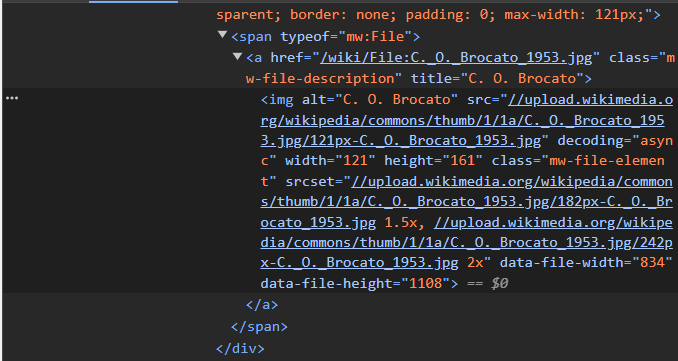 sparent; border: none; padding: 0; max-width: 121px;">
▼<span typeof="mw:File">
▼<a href="/wiki/File:C._O._Brocato_1953.jpg" class="m
w-file-description" title="C. O. Brocato">
<img alt="C. O. Brocato" src="//upload.wikimedia.o
rg/wikipedia/commons/thumb/1/1a/C._O._Brocato_195
3.jpg/121px-C._O._Brocato_1953.jpg" decoding="asyn
c" width="121" height="161" class="mw-file-elemen
t" srcset="//upload.wikimedia.org/wikipedia/common
s/thumb/1/1a/C._O._Brocato_1953.jpg/182px-C._O._Br
ocato_1953.jpg 1.5x, //upload.wikimedia.org/wikipe
dia/commons/thumb/1/1a/C._O._Brocato_1953.jpg/242
px-C._O._Brocato_1953.jpg 2x" data-file-width="834"
data-file-height="1108"> == $0
</a>
</span>
</div>